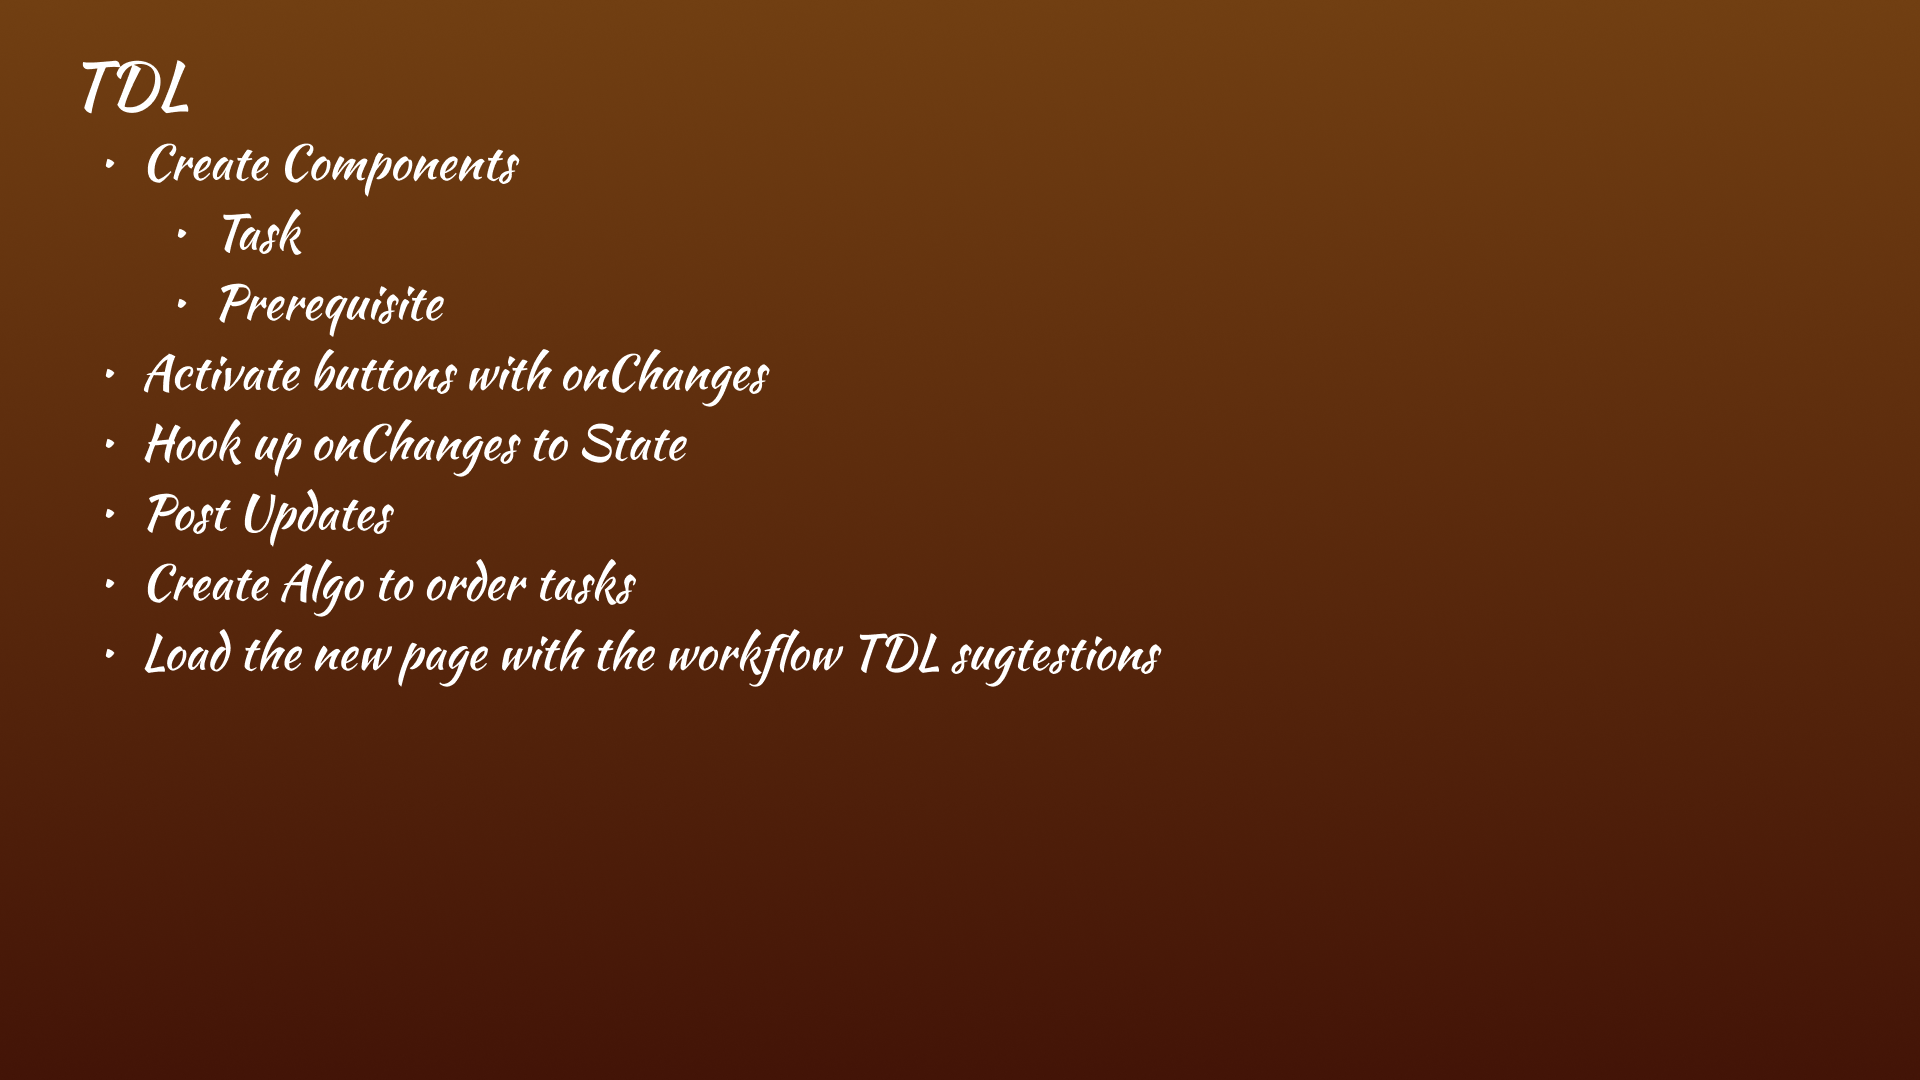 TDL
• Create Components
• Task
• Prerequisite
• Activate buttons with onChanges
• Hook up onChanges to State
• Post Updates
• Create Algo to order tasks
• Load the new page with the workflow TDL sugtestions